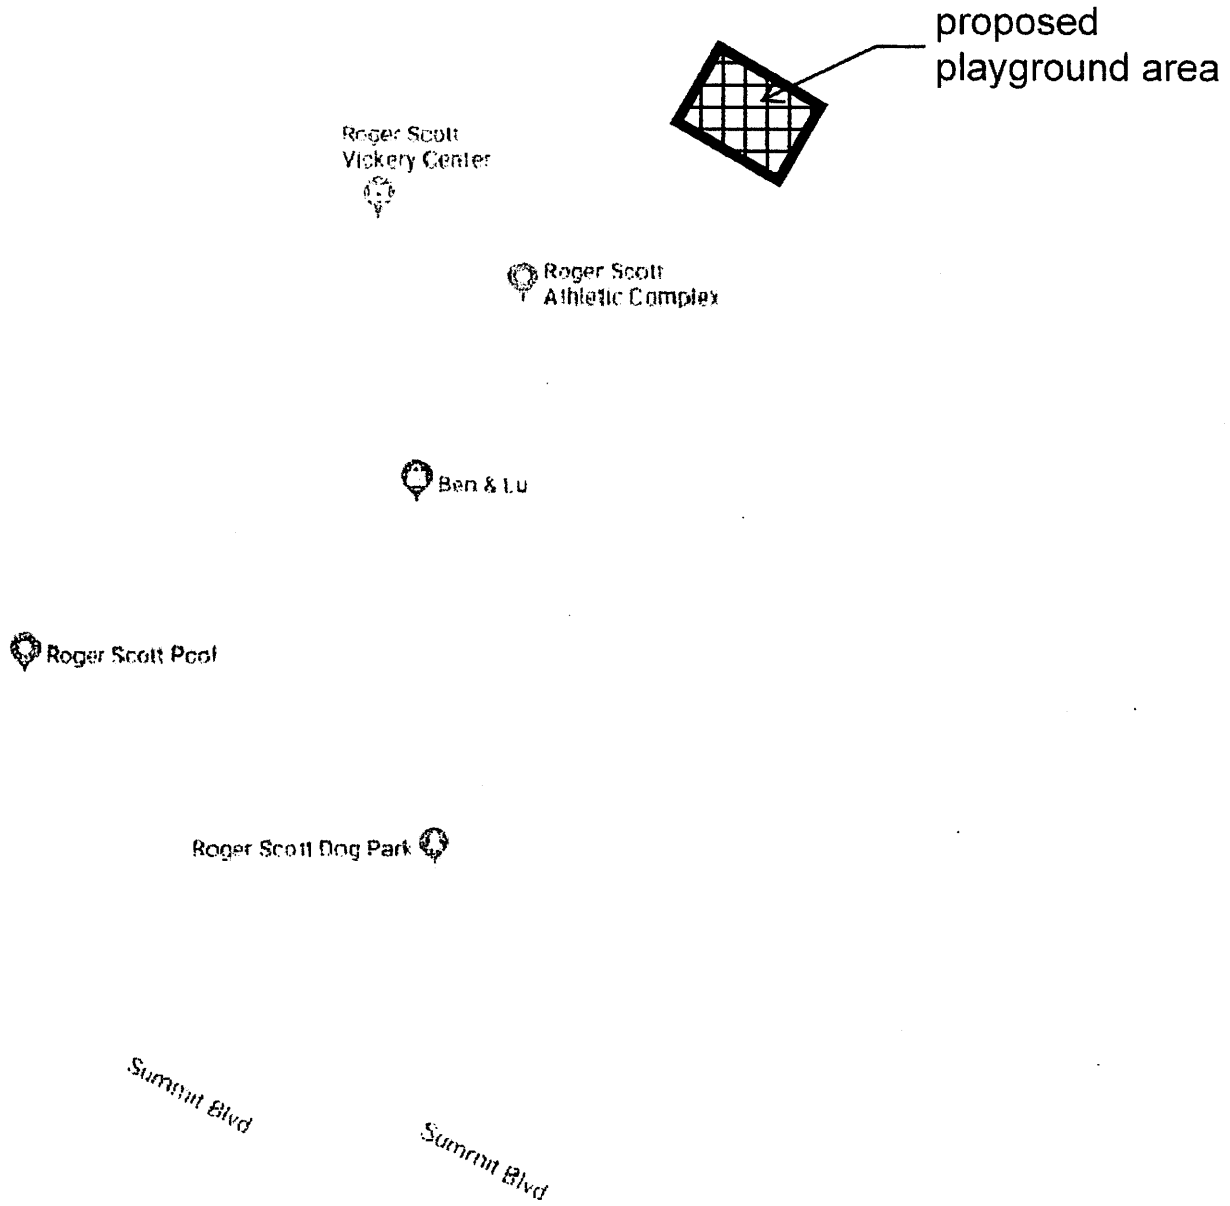 proposed
playground area
Roger Scott
Vickery Center
Roger Scott
Athletic Complex
Ben & Lu
Roger Scott Pool
Roger Scott Dog Park
Summit Blvd
Summit Blvd